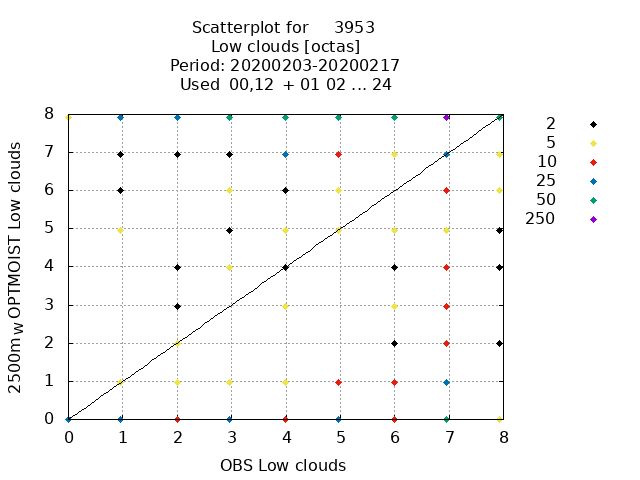 Scatterplot for 3953
Low clouds [octas]
Period: 20200203-20200217
Used 00,12 + 01 02 ... 24
8
7
6
5
4
3
2
1
0
0 1 2 3 4 5 6 7 8
2500m w OPTMOIST Low clouds
OBS Low clouds
2
5
10
25
50
250